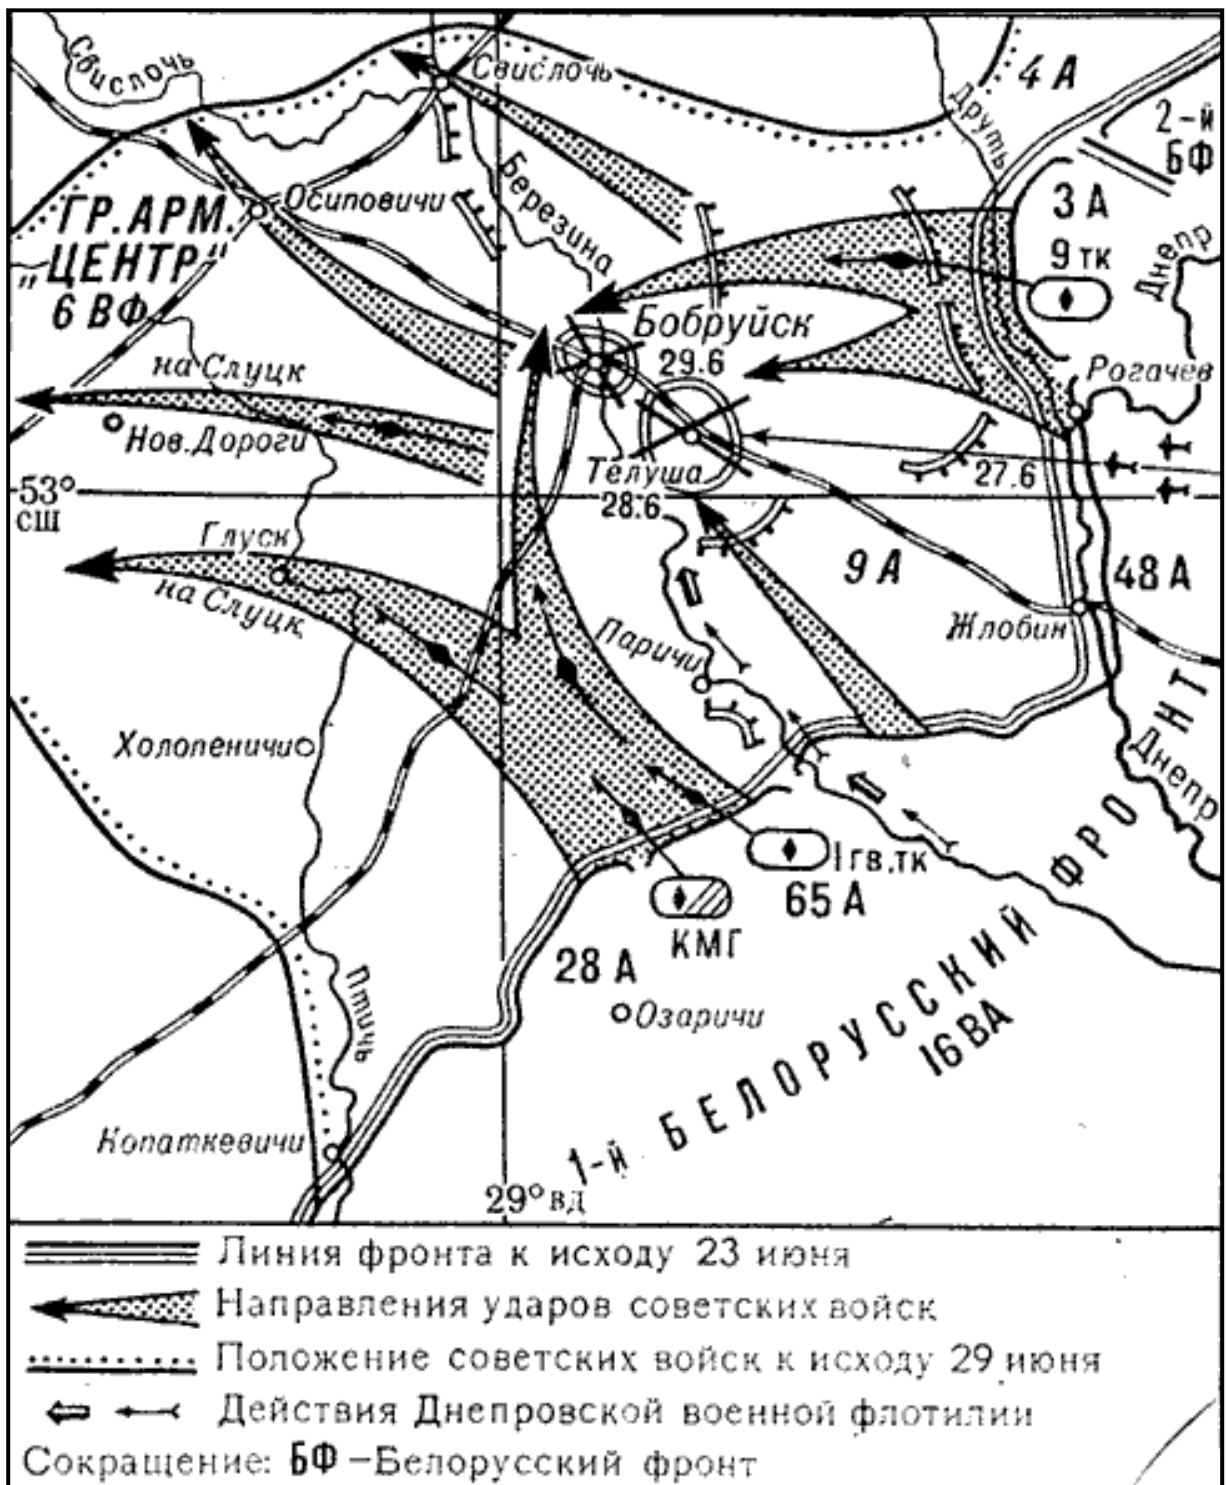 Свислочь
Свислочь
4 А
Друть
2-й
БФ
Березина
Осиповичи
ГР. АРМ.
„ЦЕНТР“
6 ВФ
3 А
9 тк
Днепр
Бобруйск
29.6
на Слуцк
Рогачев
Нов. Дороги
Телуша
28.6
27.6
53°
сш
Глуск
на Слуцк
9 А
48 А
Жлобин
Паричи
Холопеничи
Днепр
1 гв. тк
65 А
КМГ
28 А
Озаричи
Птичь
1-й БЕЛОРУССКИЙ ФРОНТ
16 ВА
Копаткевичи
29° вд
Линия фронта к исходу 23 июня
Направления ударов советских войск
Положение советских войск к исходу 29 июня
Действия Днепровской военной флотилии
Сокращение: БФ – Белорусский фронт